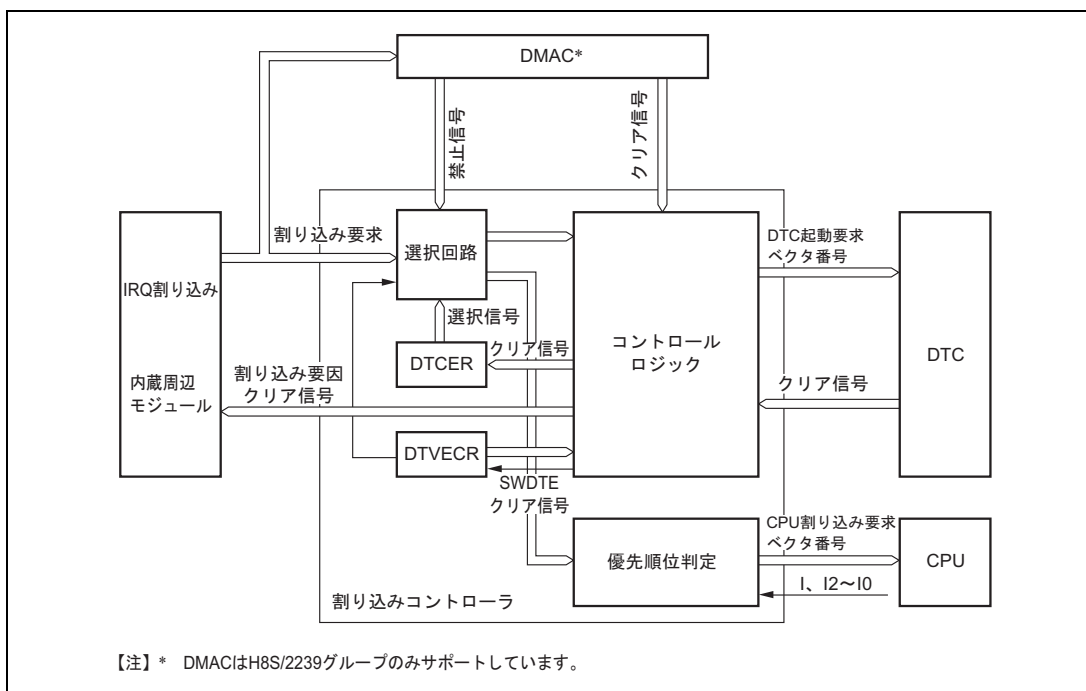 DMAC*
禁止信号
クリア信号
割り込み要求
選択回路
DTC起動要求
ベクタ番号
IRQ割り込み
選択信号
コントロール
ロジック
DTC
DTCER
クリア信号
クリア信号
内蔵周辺
モジュール
割り込み要因
クリア信号
DTVECR
SWDTE
クリア信号
CPU割り込み要求
ベクタ番号
優先順位判定
CPU
I、I2～I0
割り込みコントローラ
【注】* DMACはH8S/2239グループのみサポートしています。